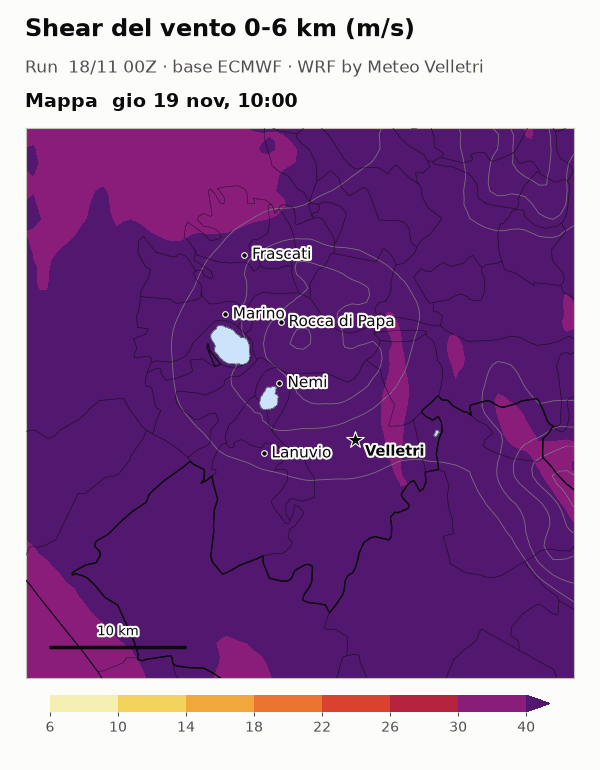 Shear del vento 0-6 km (m/s)
Run  18/11 00Z · base ECMWF · WRF by Meteo Velletri
Mappa  gio 19 nov, 10:00
Frascati
Marino
Rocca di Papa
Nemi
Velletri
Lanuvio
10 km
6 10 14 18 22 26 30 40